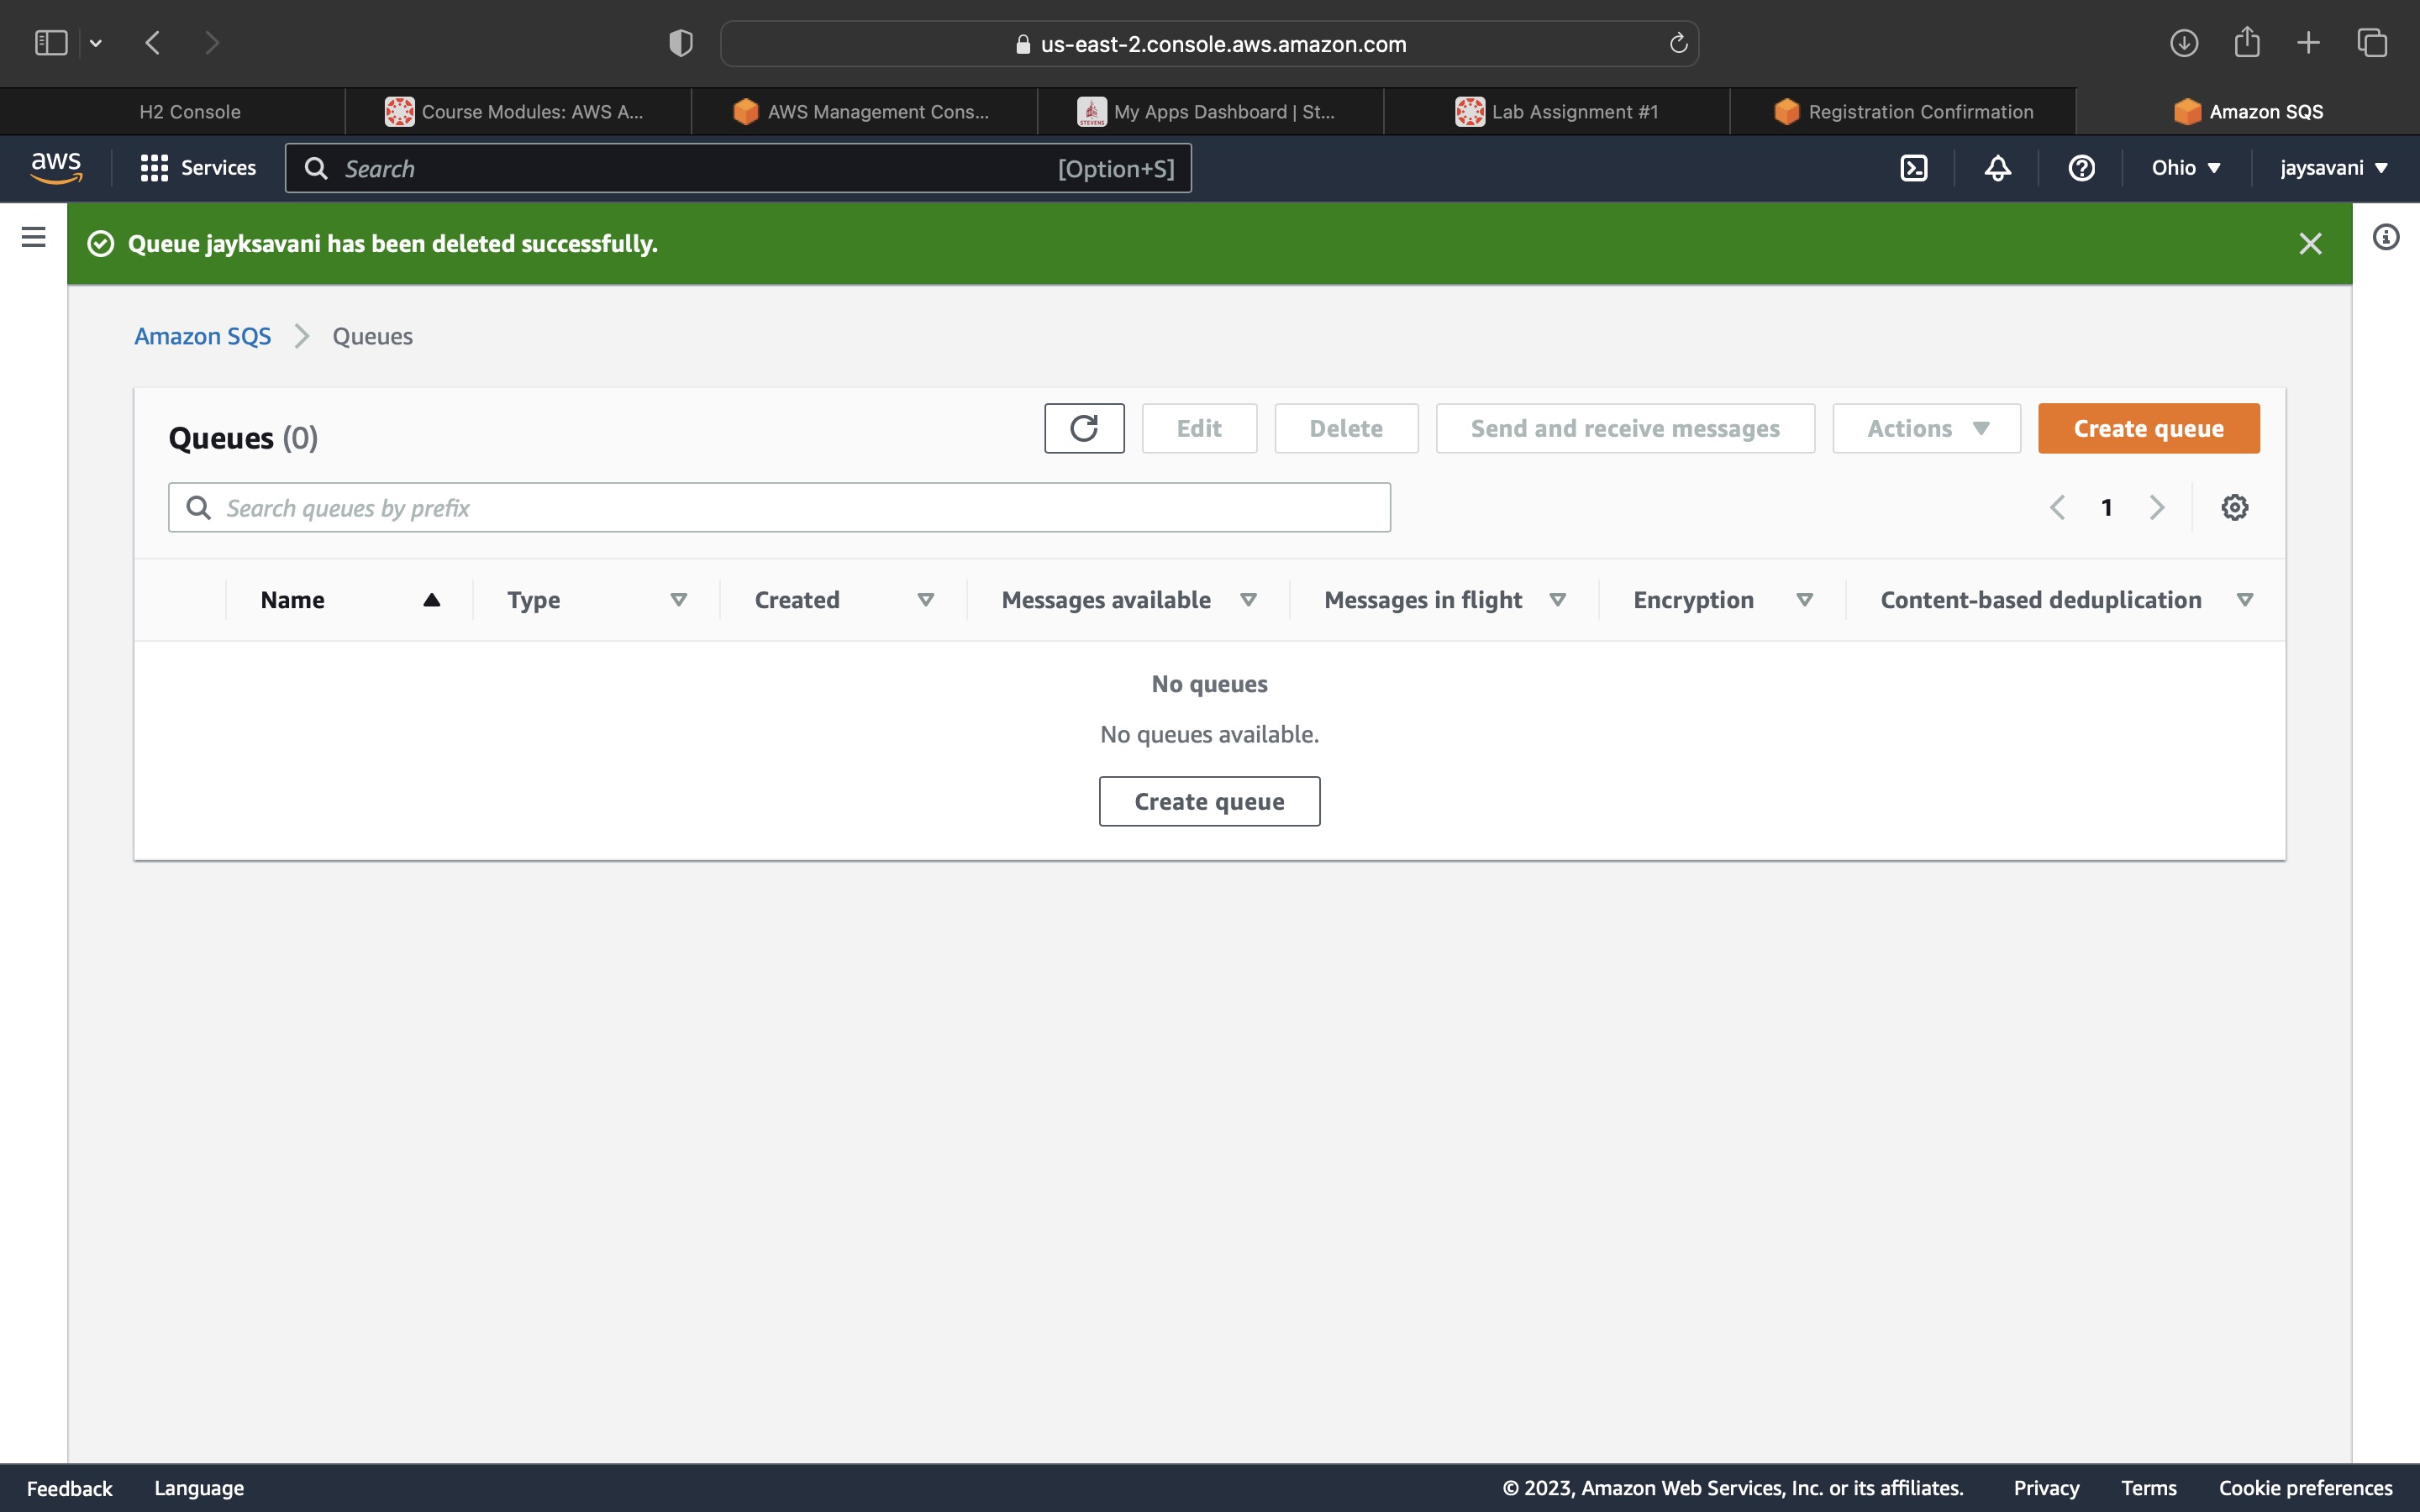 us-east-2.console.aws.amazon.com
H2 Console
Course Modules: AWS A...
AWS Management Cons...
My Apps Dashboard | St...
Lab Assignment #1
Registration Confirmation
Amazon SQS
aws
Services
Search
[Option+S]
Ohio
jaysavani
Queue jayksavani has been deleted successfully.
Amazon SQS
Queues
Queues (0)
Edit
Delete
Send and receive messages
Actions
Create queue
Search queues by prefix
1
Name
Type
Created
Messages available
Messages in flight
Encryption
Content-based deduplication
No queues
No queues available.
Create queue
Feedback
Language
© 2023, Amazon Web Services, Inc. or its affiliates.
Privacy
Terms
Cookie preferences